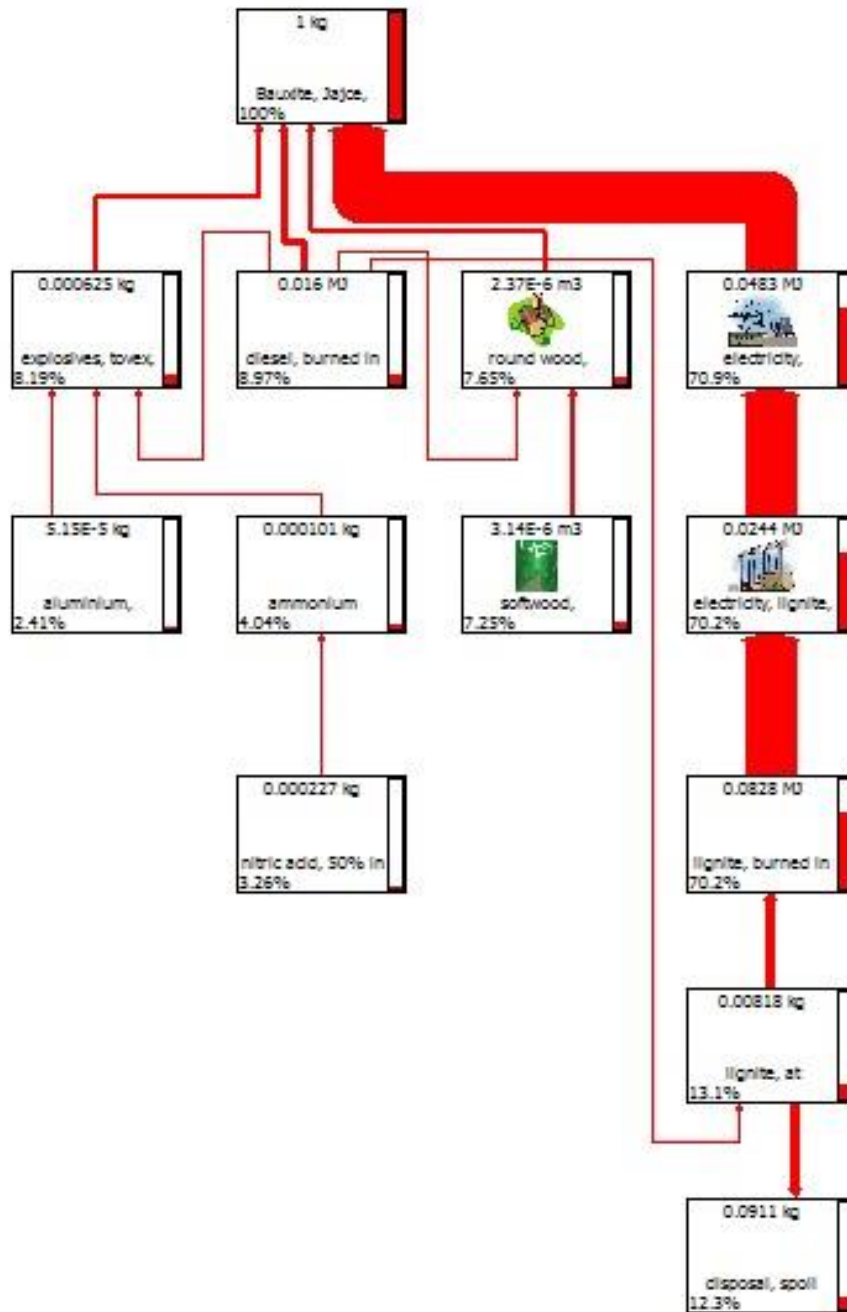 1 kg
Bauxite, Jajce,
100%
0.000625 kg
explosives, tovex,
8.19%
0.016 MJ
diesel, burned in
8.97%
2.37E-6 m3
round wood,
7.65%
0.0483 MJ
electricity,
70.9%
5.15E-5 kg
aluminium,
2.41%
0.000101 kg
ammonium
4.04%
3.14E-6 m3
softwood,
7.25%
0.0244 MJ
electricity, lignite,
70.2%
0.000227 kg
nitric acid, 50% in
3.26%
0.0828 MJ
lignite, burned in
70.2%
0.00818 kg
lignite, at
13.1%
0.0911 kg
disposal, spoil
12.3%